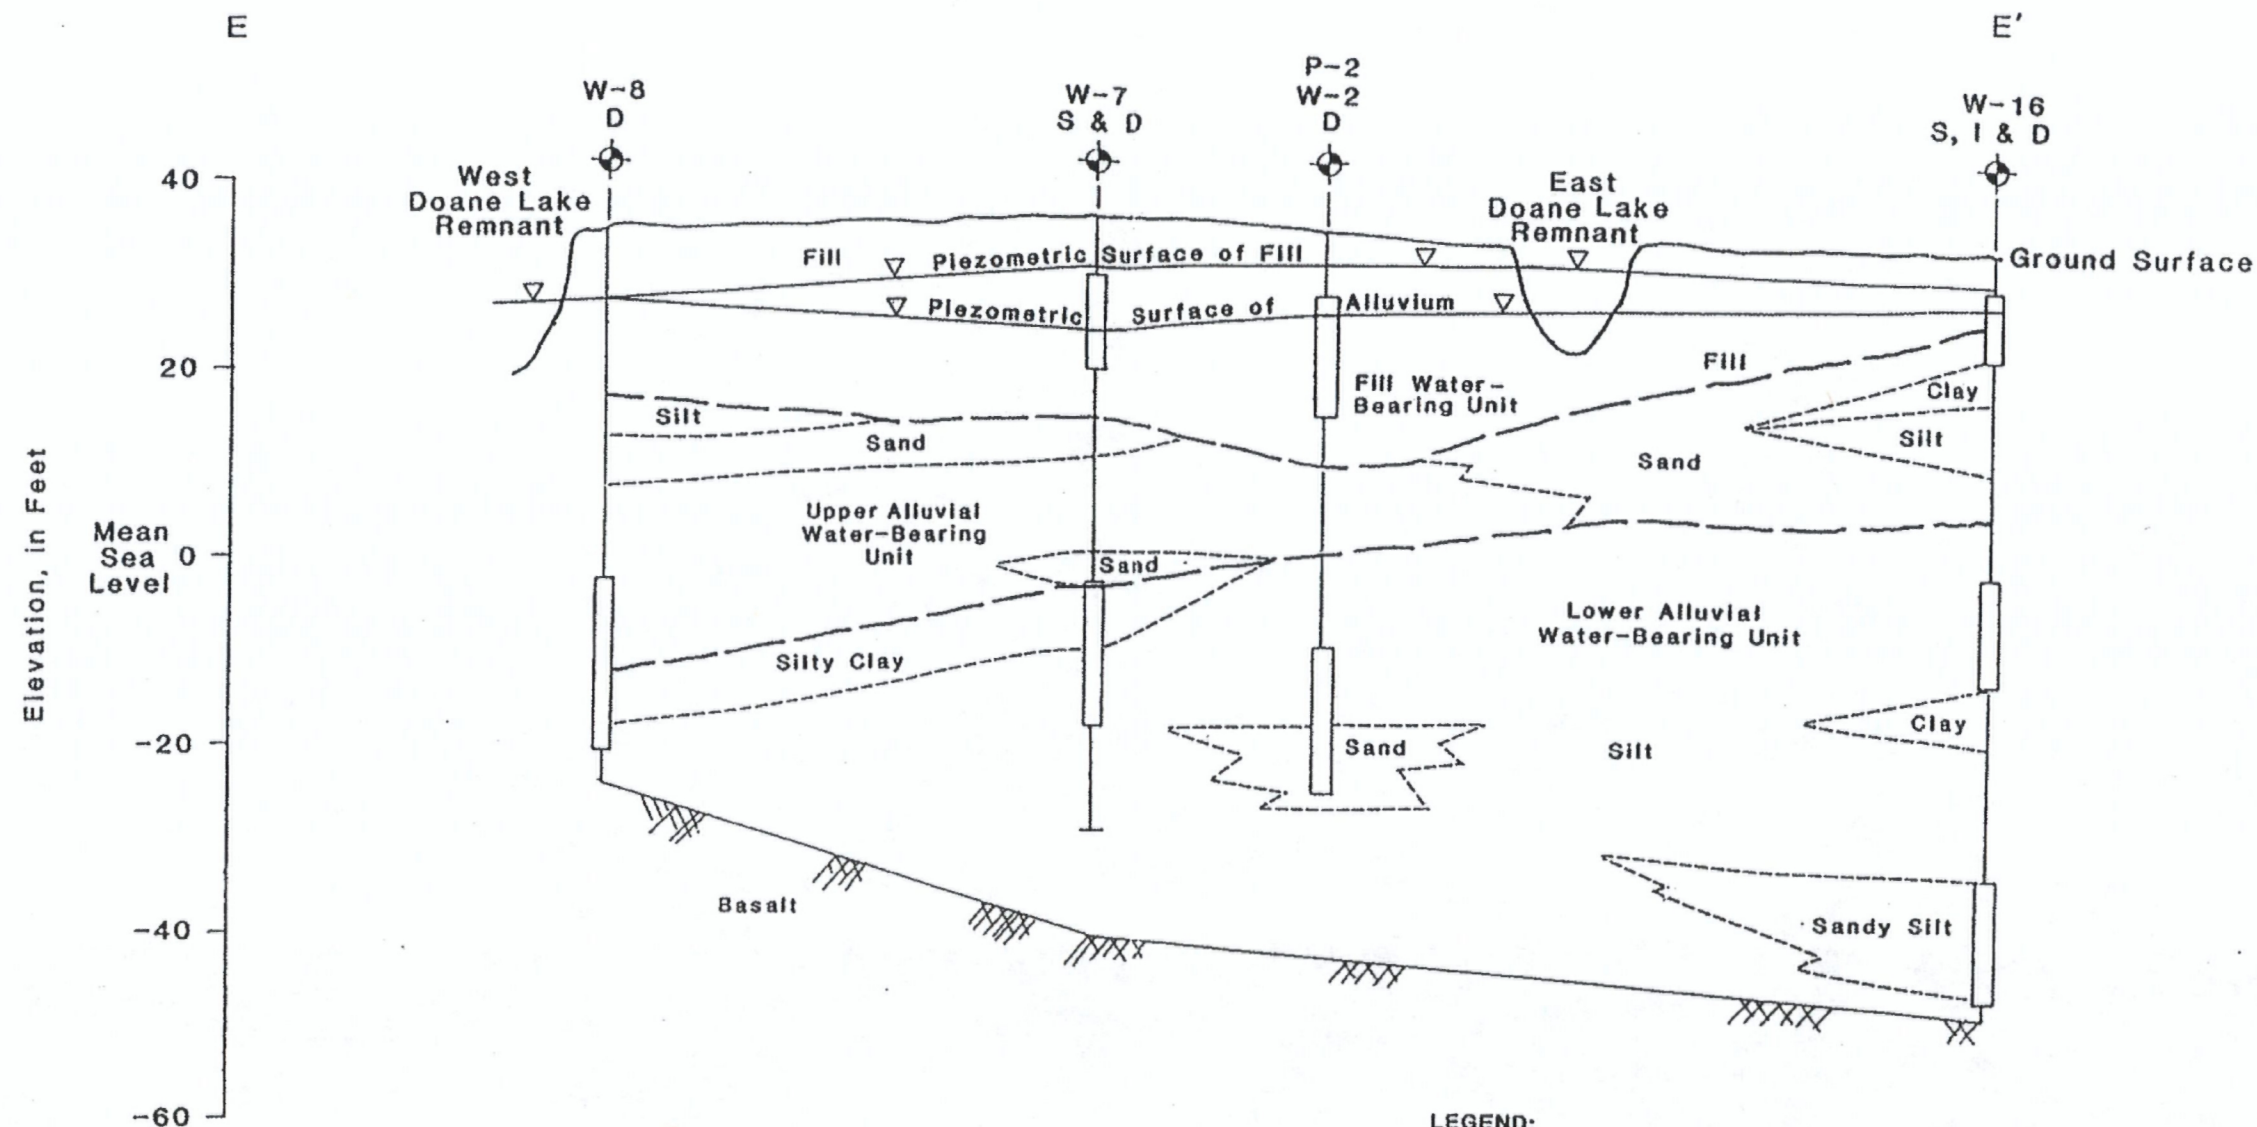 E
E'
W-8
D
W-7
S & D
P-2
W-2
D
W-16
S, I & D
40
20
Mean
Sea
Level
0
-20
-40
-60
Elevation, in Feet
West
Doane Lake
Remnant
East
Doane Lake
Remnant
Ground Surface
Fill
Piezometric Surface of Fill
Piezometric Surface of Alluvium
Fill
Fill Water-
Bearing Unit
Clay
Silt
Silt
Sand
Sand
Upper Alluvial
Water-Bearing
Unit
Sand
Lower Alluvial
Water-Bearing Unit
Silty Clay
Clay
Sand
Silt
Basalt
Sandy Silt
LEGEND: